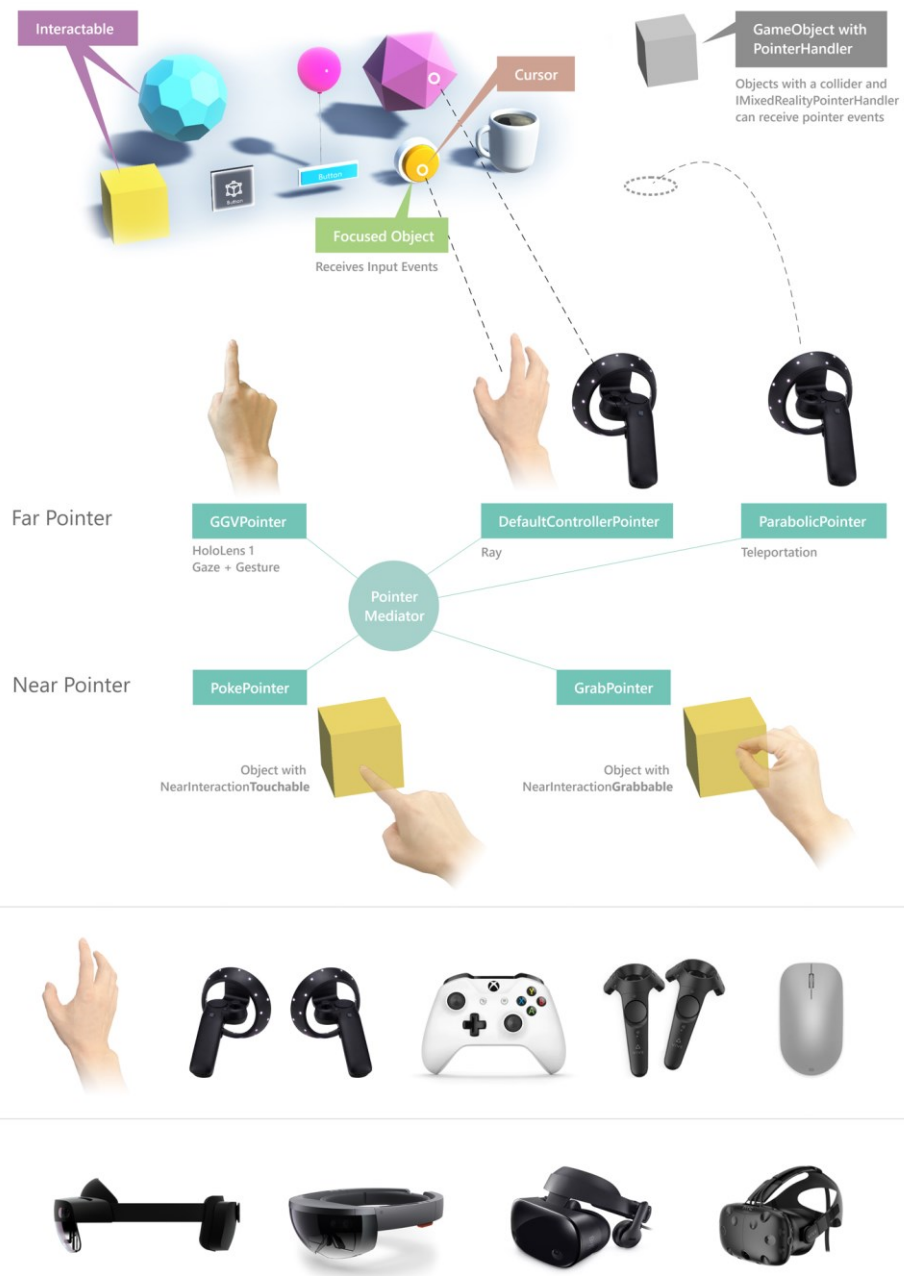 Interactable
GameObject with
PointerHandler
Objects with a collider and
IMixedRealityPointerHandler
can receive pointer events
Cursor
Button
Button
Focused Object
Receives Input Events
Far Pointer
GGVPointer
HoloLens 1
Gaze + Gesture
DefaultControllerPointer
Ray
ParabolicPointer
Teleportation
Pointer
Mediator
Near Pointer
PokePointer
Object with
NearInteractionTouchable
GrabPointer
Object with
NearInteractionGrabbable
Y
X
B
A